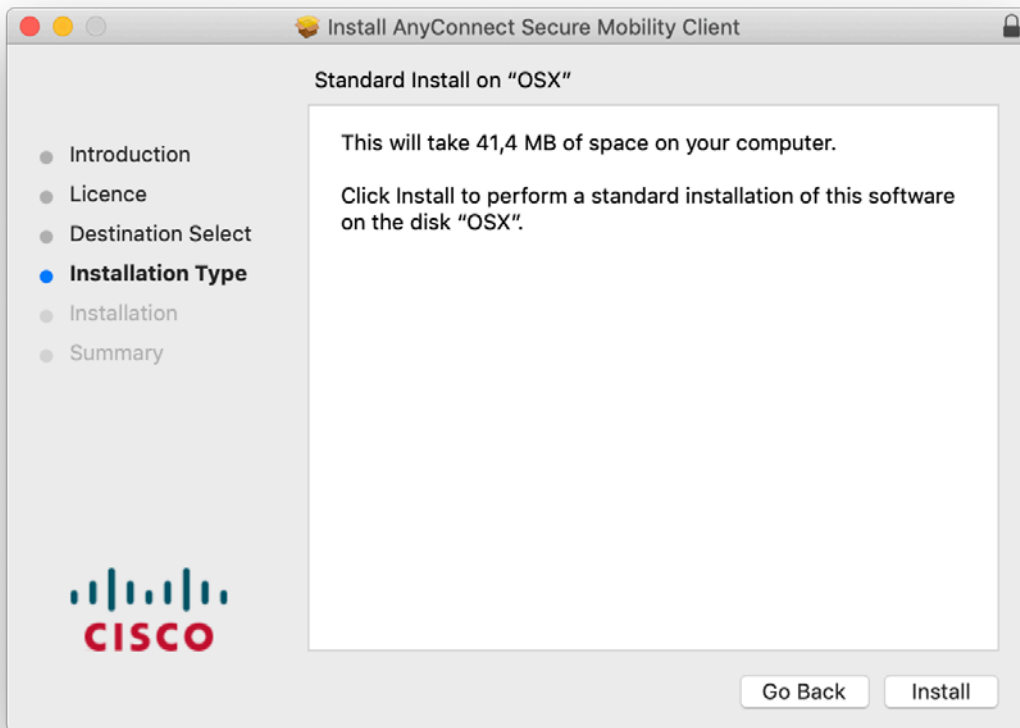 Install AnyConnect Secure Mobility Client
Standard Install on “OSX”
Introduction
Licence
Destination Select
Installation Type
Installation
Summary
This will take 41,4 MB of space on your computer.
Click Install to perform a standard installation of this software
on the disk “OSX”.
CISCO
Go Back
Install